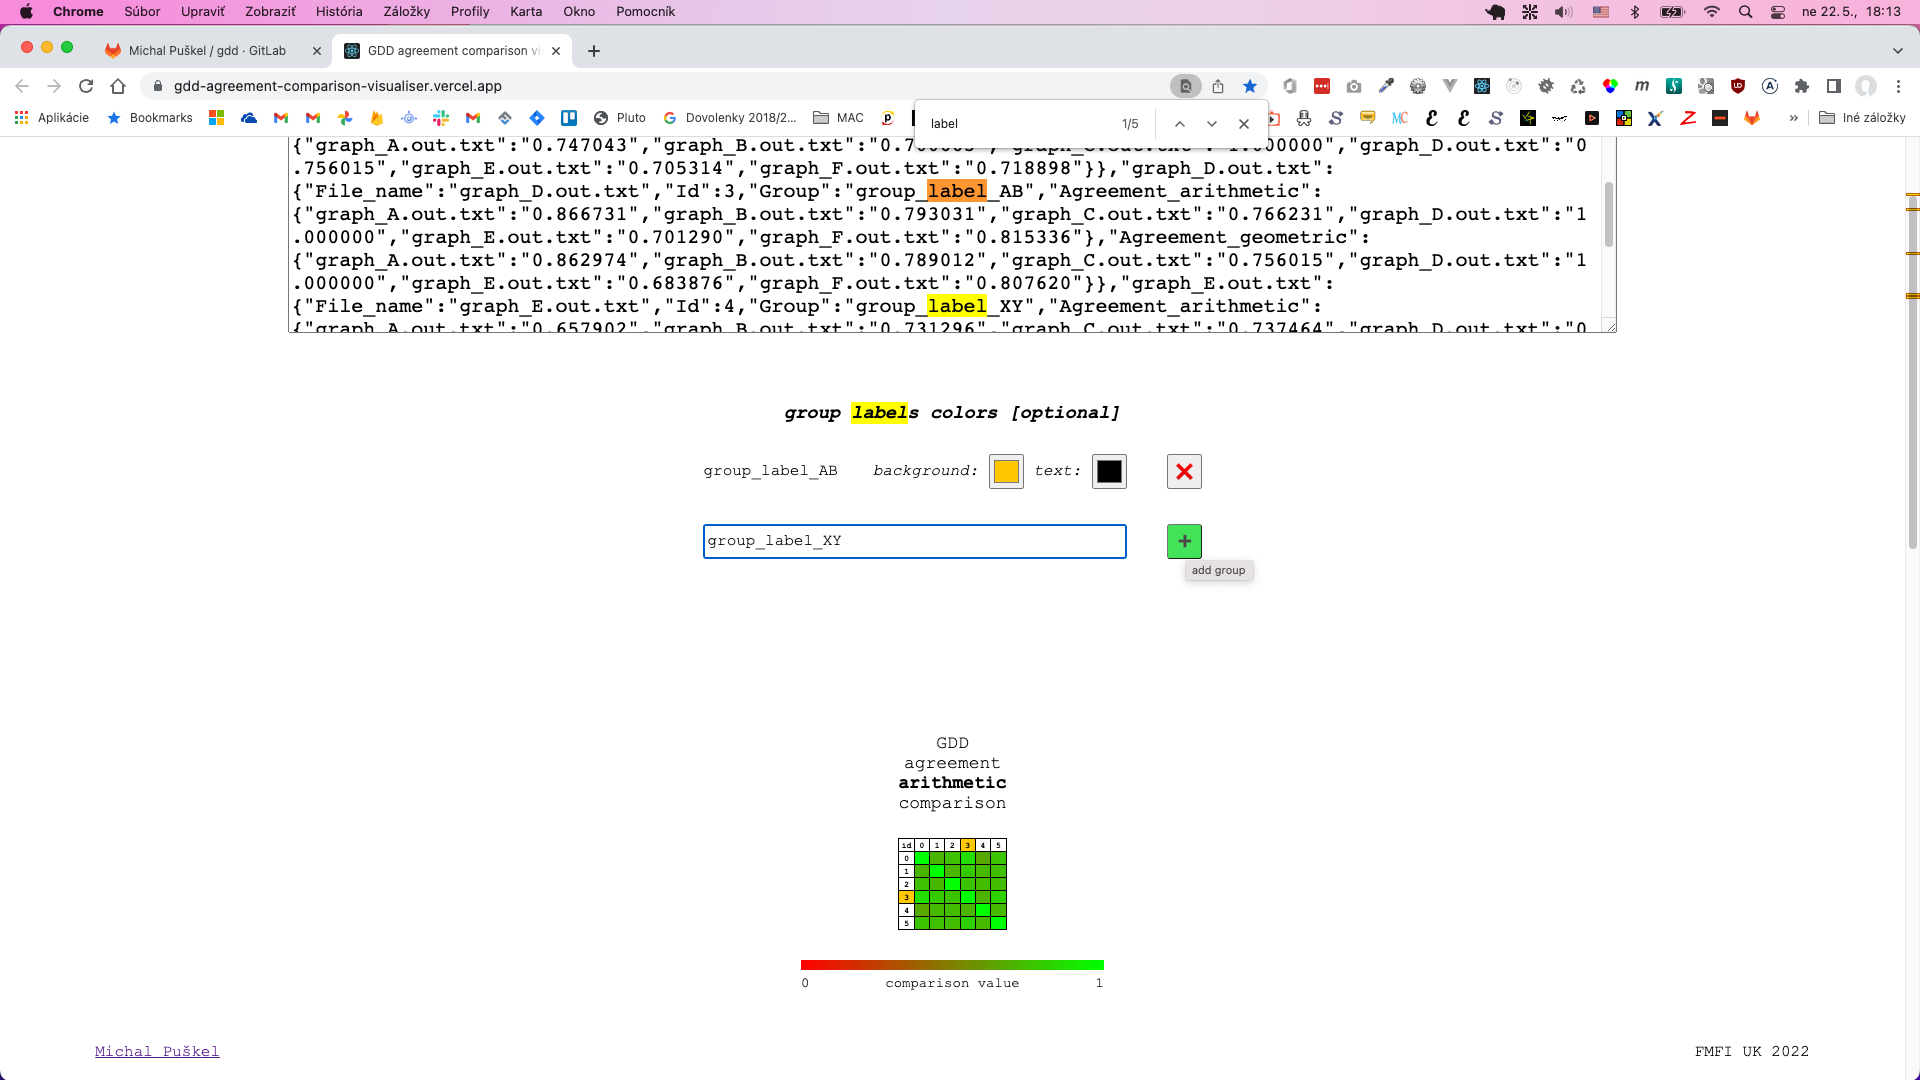 Chrome Súbor Upraviť Zobraziť História Záložky Profily Karta Okno Pomocník ne 22. 5., 18:13
Michal Puškel / gdd · GitLab GDD agreement comparison vi
gdd-agreement-comparison-visualiser.vercel.app
Aplikácie Bookmarks Pluto Dovolenky 2018/2... MAC » Iné záložky
label 1/5
{"graph_A.out.txt":"0.747043","graph_B.out.txt":"0. 1.000000","graph_D.out.txt":"0
.756015","graph_E.out.txt":"0.705314","graph_F.out.txt":"0.718898"}},"graph_D.out.txt":
{"File_name":"graph_D.out.txt","Id":3,"Group":"group_label_AB","Agreement_arithmetic":
{"graph_A.out.txt":"0.866731","graph_B.out.txt":"0.793031","graph_C.out.txt":"0.766231","graph_D.out.txt":"1
.000000","graph_E.out.txt":"0.701290","graph_F.out.txt":"0.815336"},"Agreement_geometric":
{"graph_A.out.txt":"0.862974","graph_B.out.txt":"0.789012","graph_C.out.txt":"0.756015","graph_D.out.txt":"1
.000000","graph_E.out.txt":"0.683876","graph_F.out.txt":"0.807620"}},"graph_E.out.txt":
{"File_name":"graph_E.out.txt","Id":4,"Group":"group_label_XY","Agreement_arithmetic":
{"graph_A.out.txt":"0.657902","graph_B.out.txt":"0.731296","graph_C.out.txt":"0.737464","graph_D.out.txt":"0
group labels colors [optional]
group_label_AB background: text:
group_label_XY
add group
GDD
agreement
arithmetic
comparison
id 0 1 2 3 4 5
0
1
2
3
4
5
0 comparison value 1
Michal Puškel FMFI UK 2022